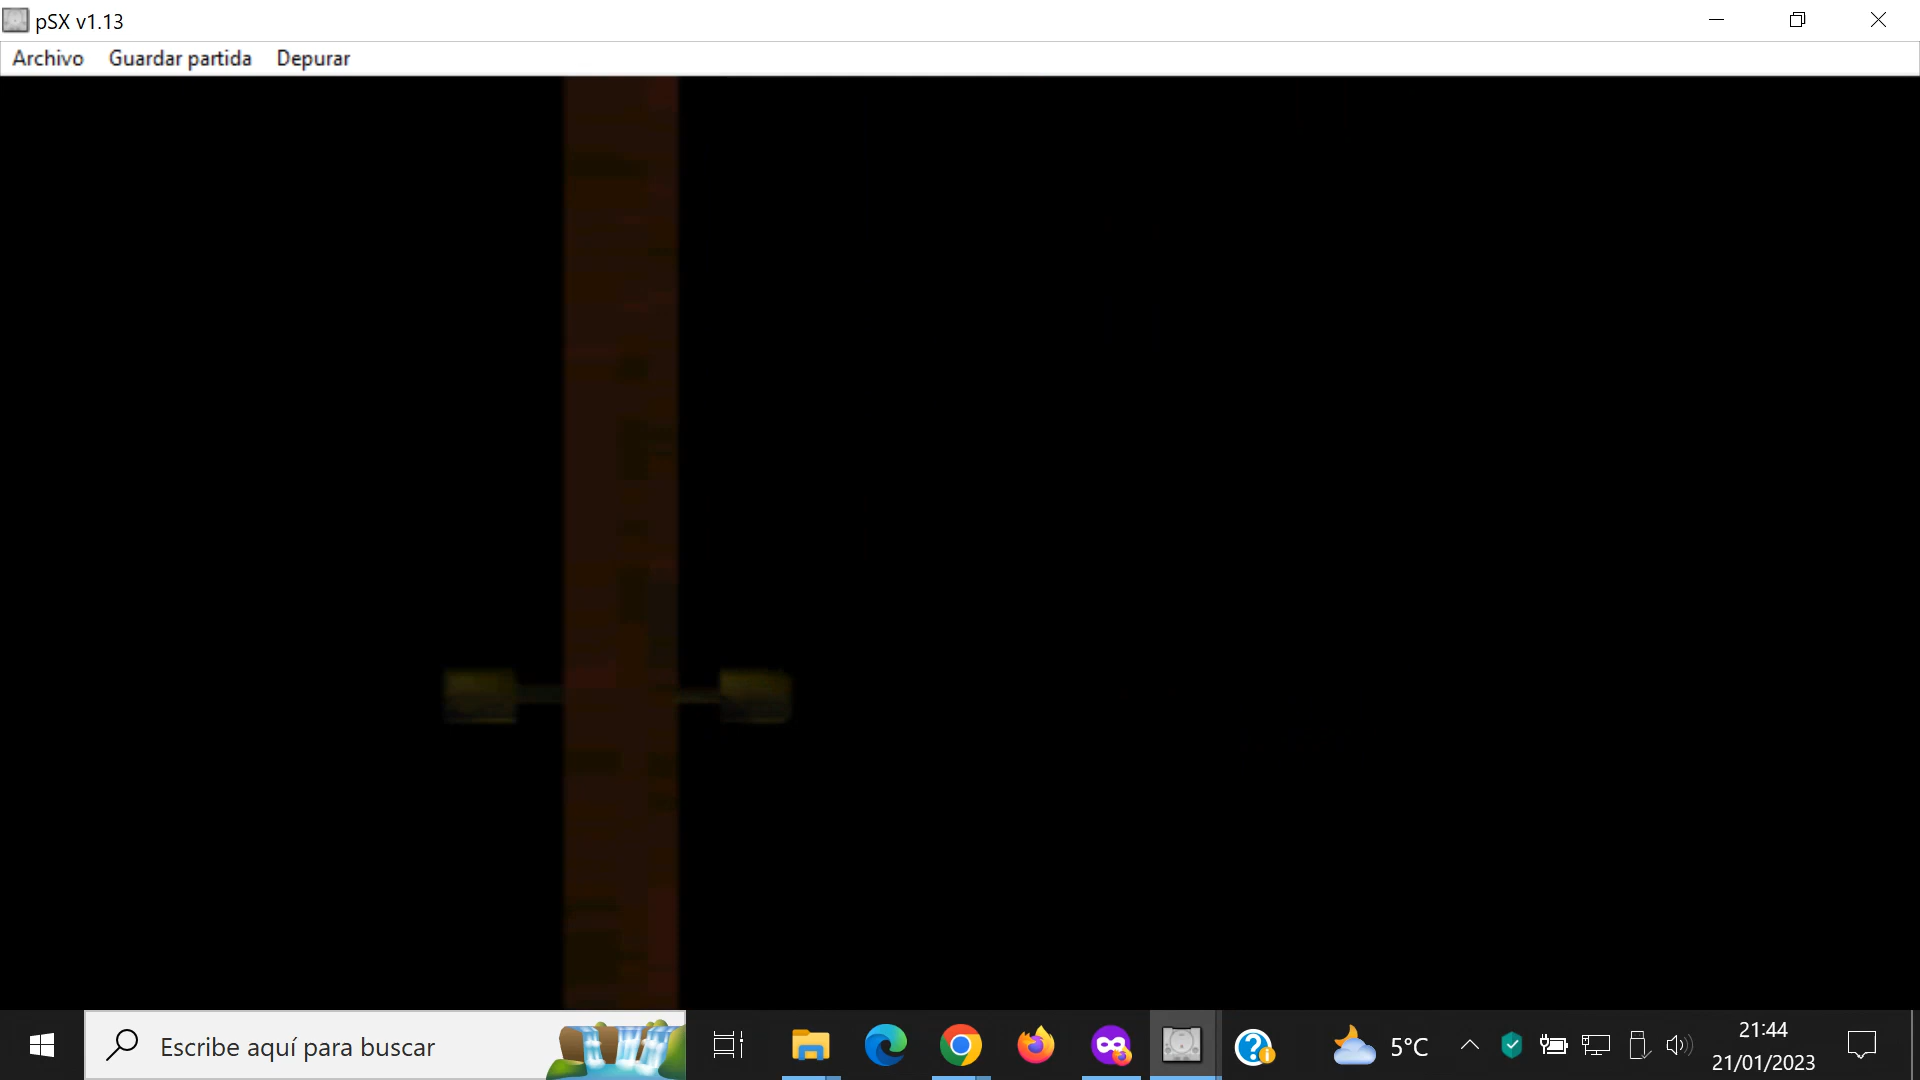 pSX v1.13
Archivo Guardar partida Depurar
Escribe aquí para buscar
5°C
21:44
21/01/2023